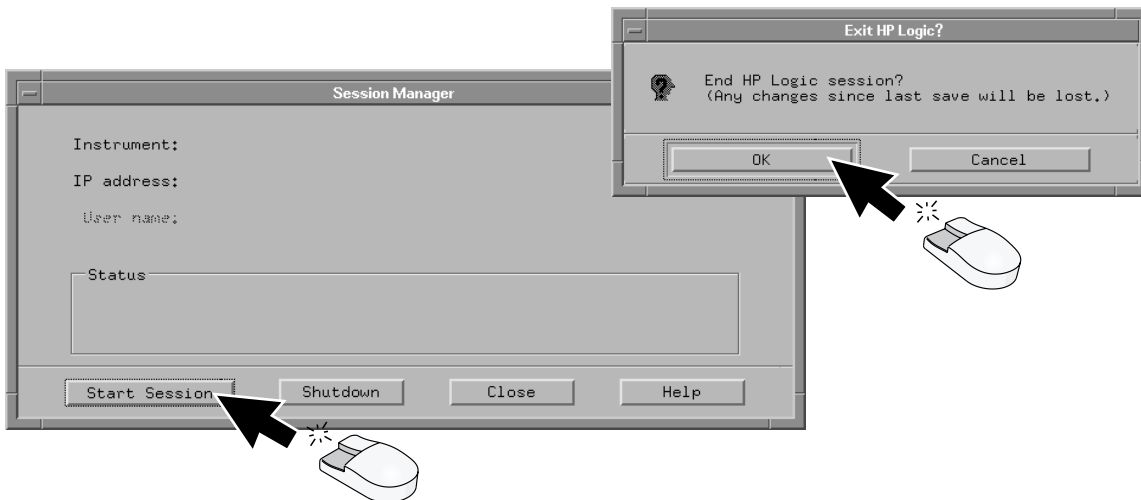 Exit HP Logic?
End HP Logic session?
(Any changes since last save will be lost.)
OK
Cancel
Session Manager
Instrument:
IP address:
User name:
Status
Start Session
Shutdown
Close
Help